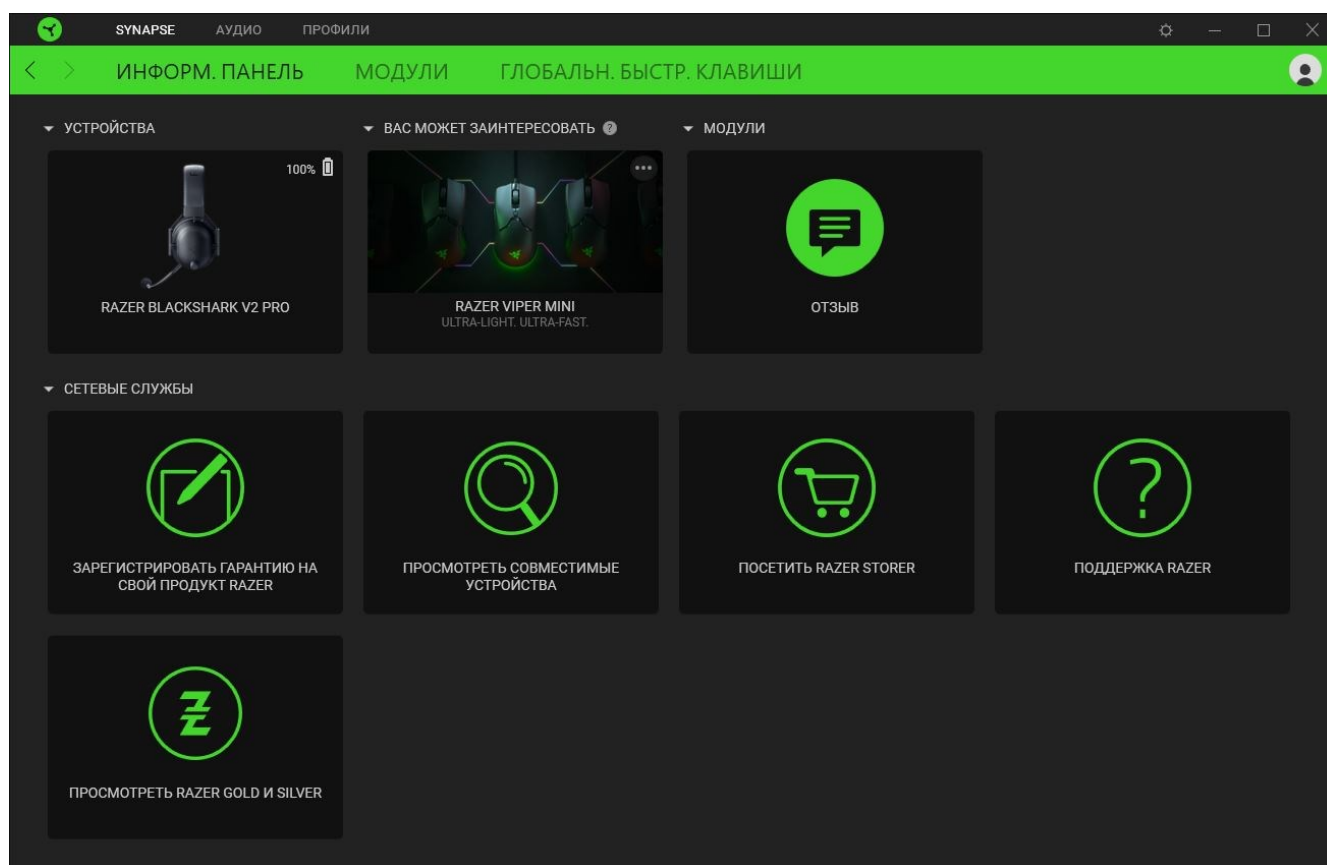 SYNAPSE АУДИО ПРОФИЛИ
ИНФОРМ. ПАНЕЛЬ МОДУЛИ ГЛОБАЛЬН. БЫСТР. КЛАВИШИ
УСТРОЙСТВА
100%
RAZER BLACKSHARK V2 PRO
ВАС МОЖЕТ ЗАИНТЕРЕСОВАТЬ ?
RAZER VIPER MINI
ULTRA-LIGHT. ULTRA-FAST.
МОДУЛИ
ОТЗЫВ
СЕТЕВЫЕ СЛУЖБЫ
ЗАРЕГИСТРИРОВАТЬ ГАРАНТИЮ НА
СВОЙ ПРОДУКТ RAZER
ПРОСМОТРЕТЬ СОВМЕСТИМЫЕ
УСТРОЙСТВА
ПОСЕТИТЬ RAZER STORER
?
ПОДДЕРЖКА RAZER
ПРОСМОТРЕТЬ RAZER GOLD И SILVER